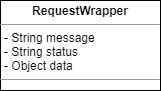 RequestWrapper
- String message
- String status
- Object data